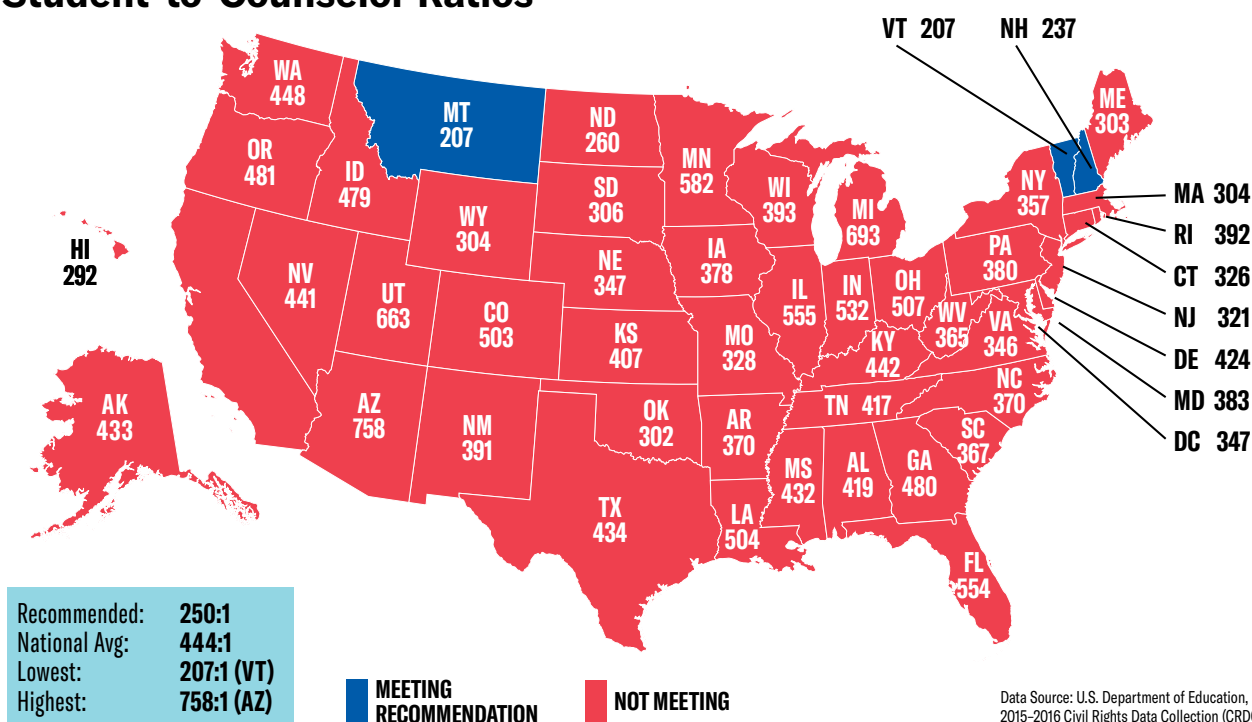 Student-to-Counselor Ratios
VT 207
NH 237
WA
448
MT
207
ND
260
ME
303
OR
481
ID
479
MN
582
SD
306
WI
393
NY
357
MI
693
WY
304
MA 304
RI 392
HI
292
NE
347
IA
378
PA
380
CT 326
NV
441
UT
663
CO
503
IL
555
IN
532
OH
507
NJ 321
WV
365
VA
346
KS
407
MO
328
KY
442
DE 424
MD 383
DC 347
AK
433
AZ
758
NM
391
OK
302
AR
370
TN 417
NC
370
SC
367
MS
432
AL
419
GA
480
TX
434
LA
504
FL
554
Recommended: 250:1
National Avg: 444:1
Lowest: 207:1 (VT)
Highest: 758:1 (AZ)
MEETING
RECOMMENDATION
NOT MEETING
Data Source: U.S. Department of Education,
2015–2016 Civil Rights Data Collection (CRDC